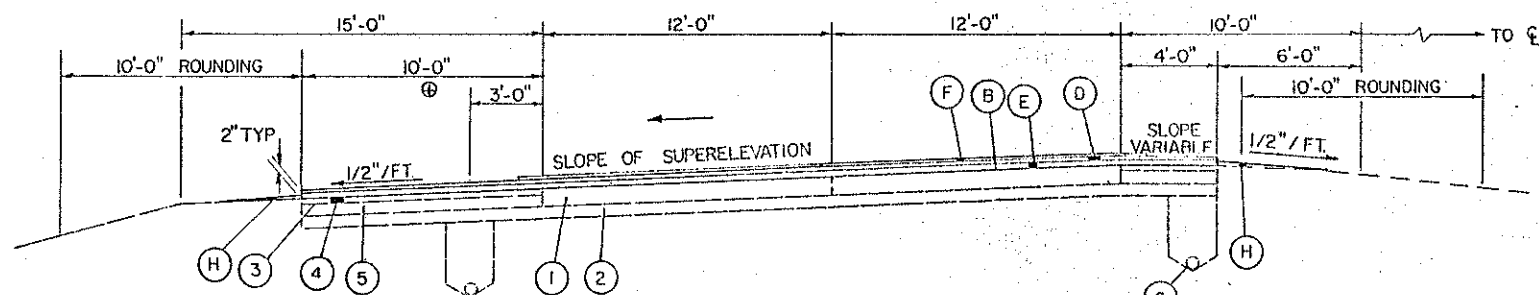 15'-0" 12'-0" 12'-0" 10'-0" TO ℄
10'-0" ROUNDING 10'-0" 4'-0" 6'-0"
3'-0" F B E D 10'-0" ROUNDING
2" TYP 1/2"/FT. SLOPE OF SUPERELEVATION SLOPE VARIABLE 1/2"/FT.
H 3 4 5 1 2 H